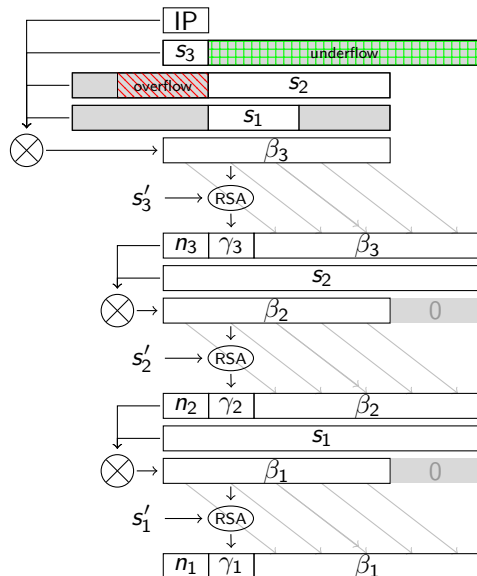 IP
s₃ underflow
overflow s₂
s₁
β₃
s′₃ RSA
n₃ γ₃ β₃
s₂
β₂ 0
s′₂ RSA
n₂ γ₂ β₂
s₁
β₁ 0
s′₁ RSA
n₁ γ₁ β₁